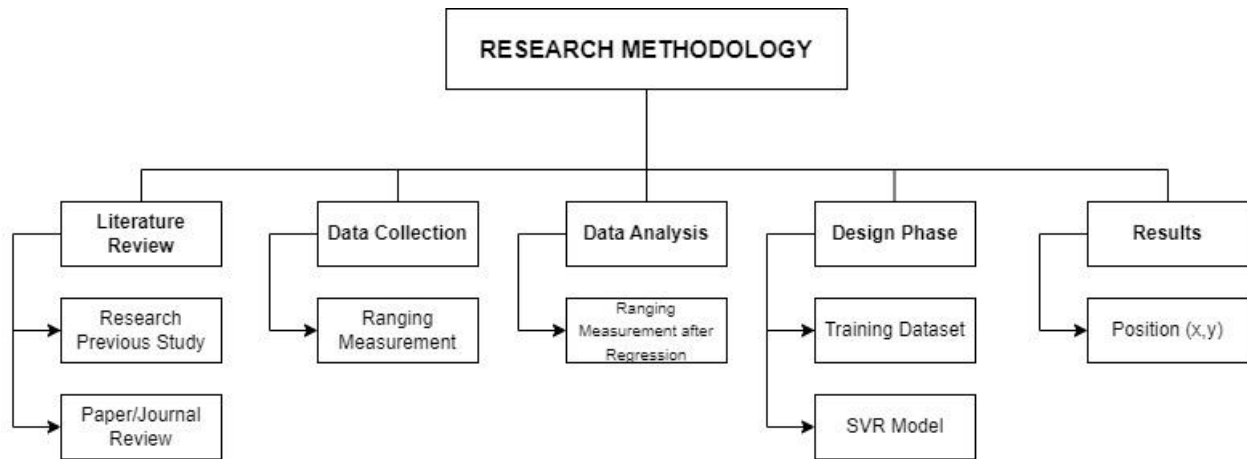 RESEARCH METHODOLOGY
Literature
Review
Data Collection
Data Analysis
Design Phase
Results
Research
Previous Study
Ranging
Measurement
Ranging
Measurement after
Regression
Training Dataset
Position (x,y)
Paper/Journal
Review
SVR Model